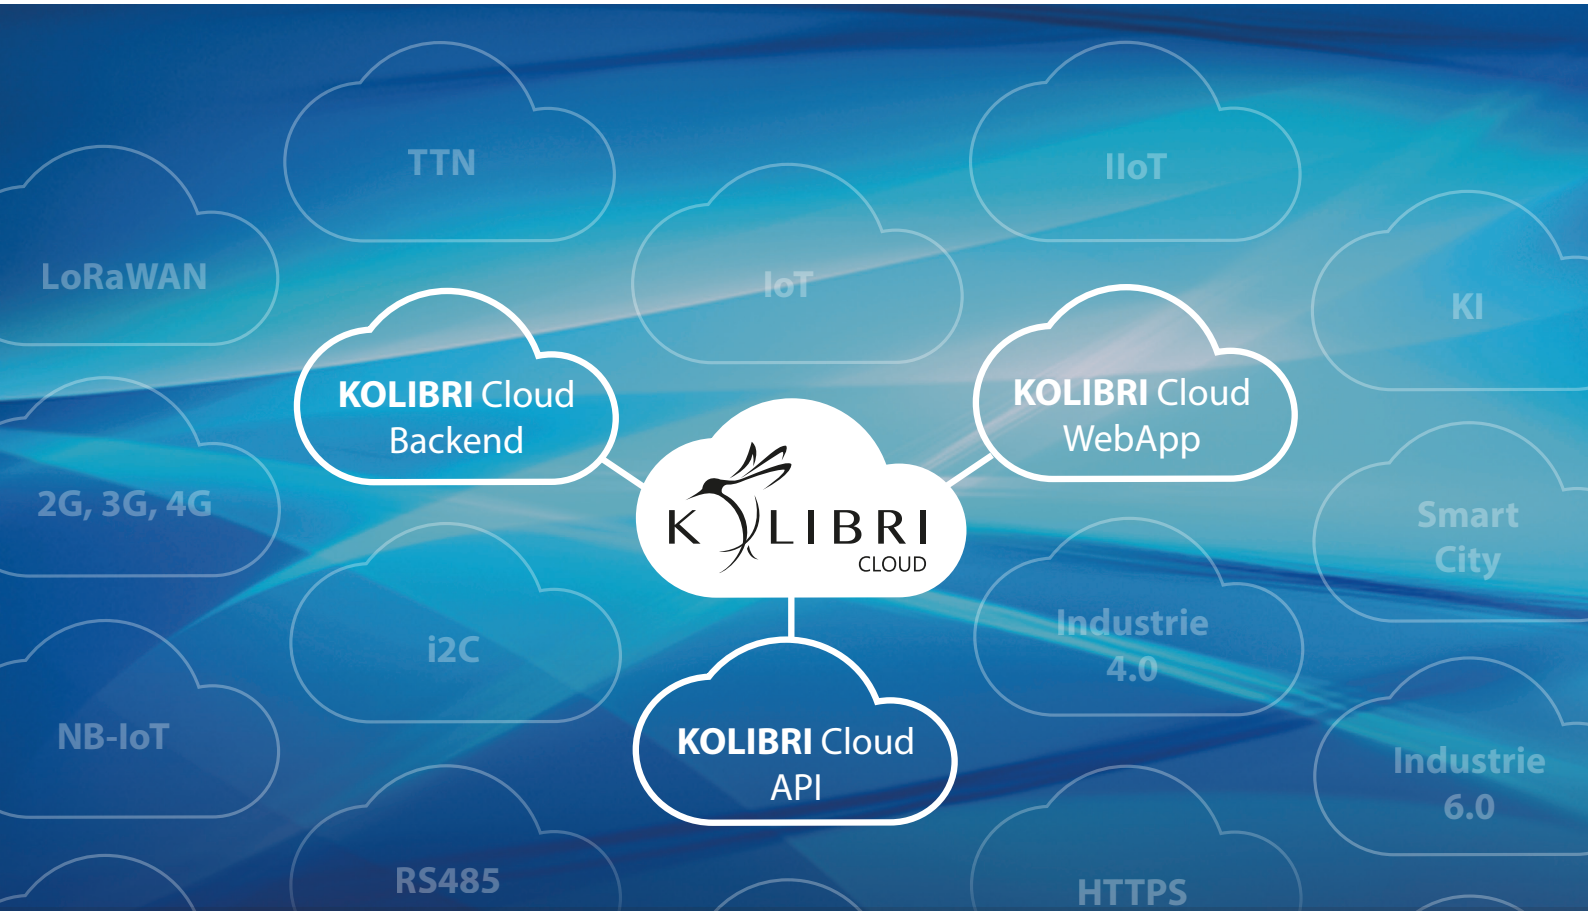 TTN
IIoT
LoRaWAN
IoT
KI
KOLIBRI Cloud
Backend
KOLIBRI Cloud
WebApp
2G, 3G, 4G
KOLIBRI
CLOUD
Smart
City
i2C
Industrie
4.0
NB-IoT
KOLIBRI Cloud
API
Industrie
6.0
RS485
HTTPS